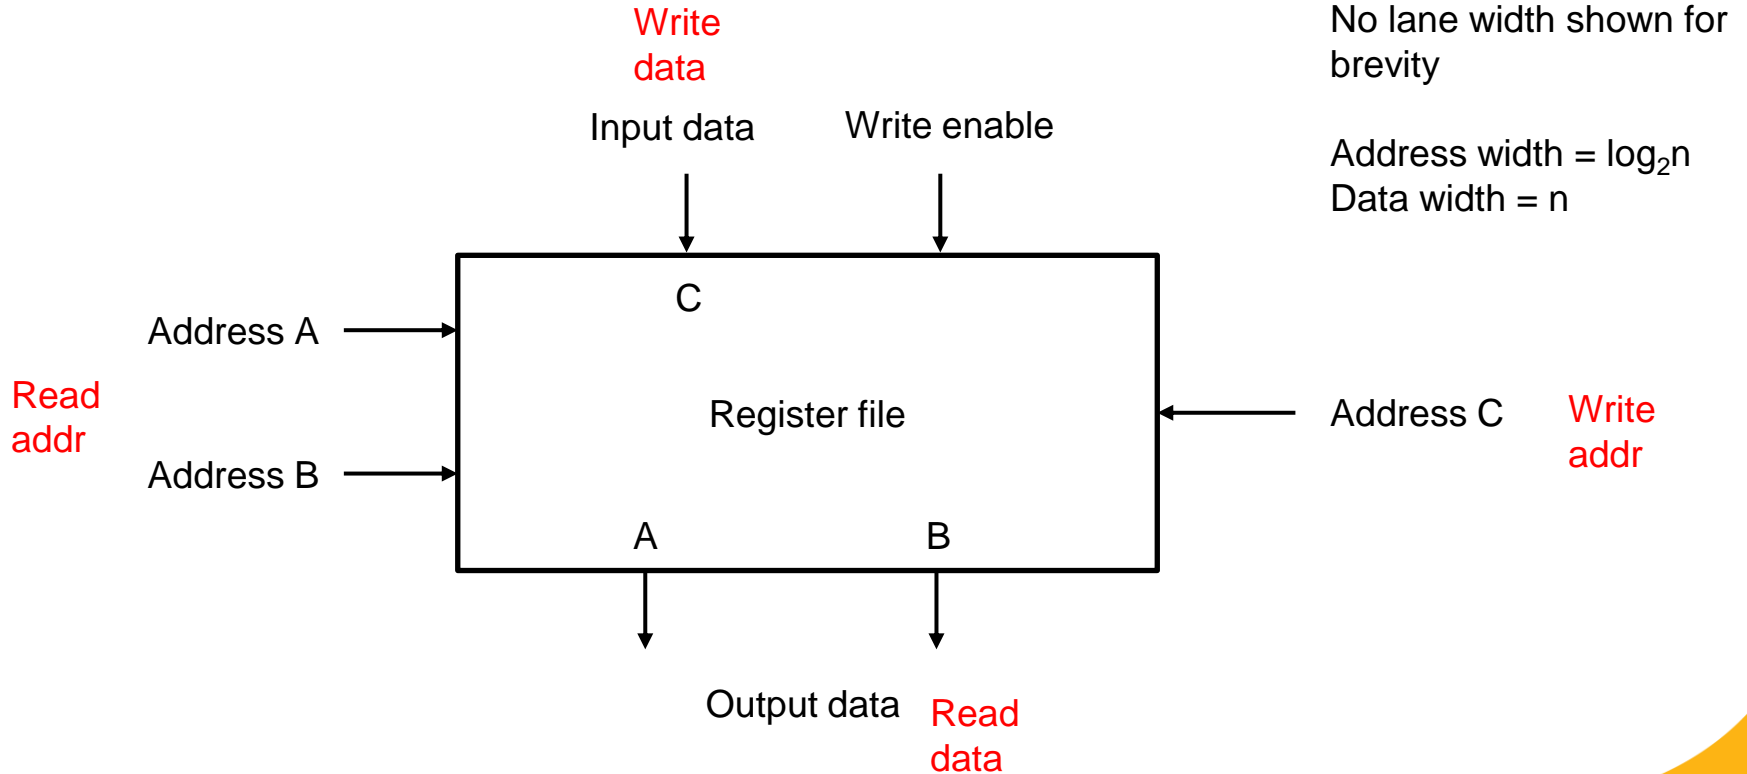 Write
data
No lane width shown for
brevity
Input data
Write enable
Address width = log₂n
Data width = n
C
Address A
Read
addr
Register file
Address C
Write
addr
Address B
A
B
Output data
Read
data